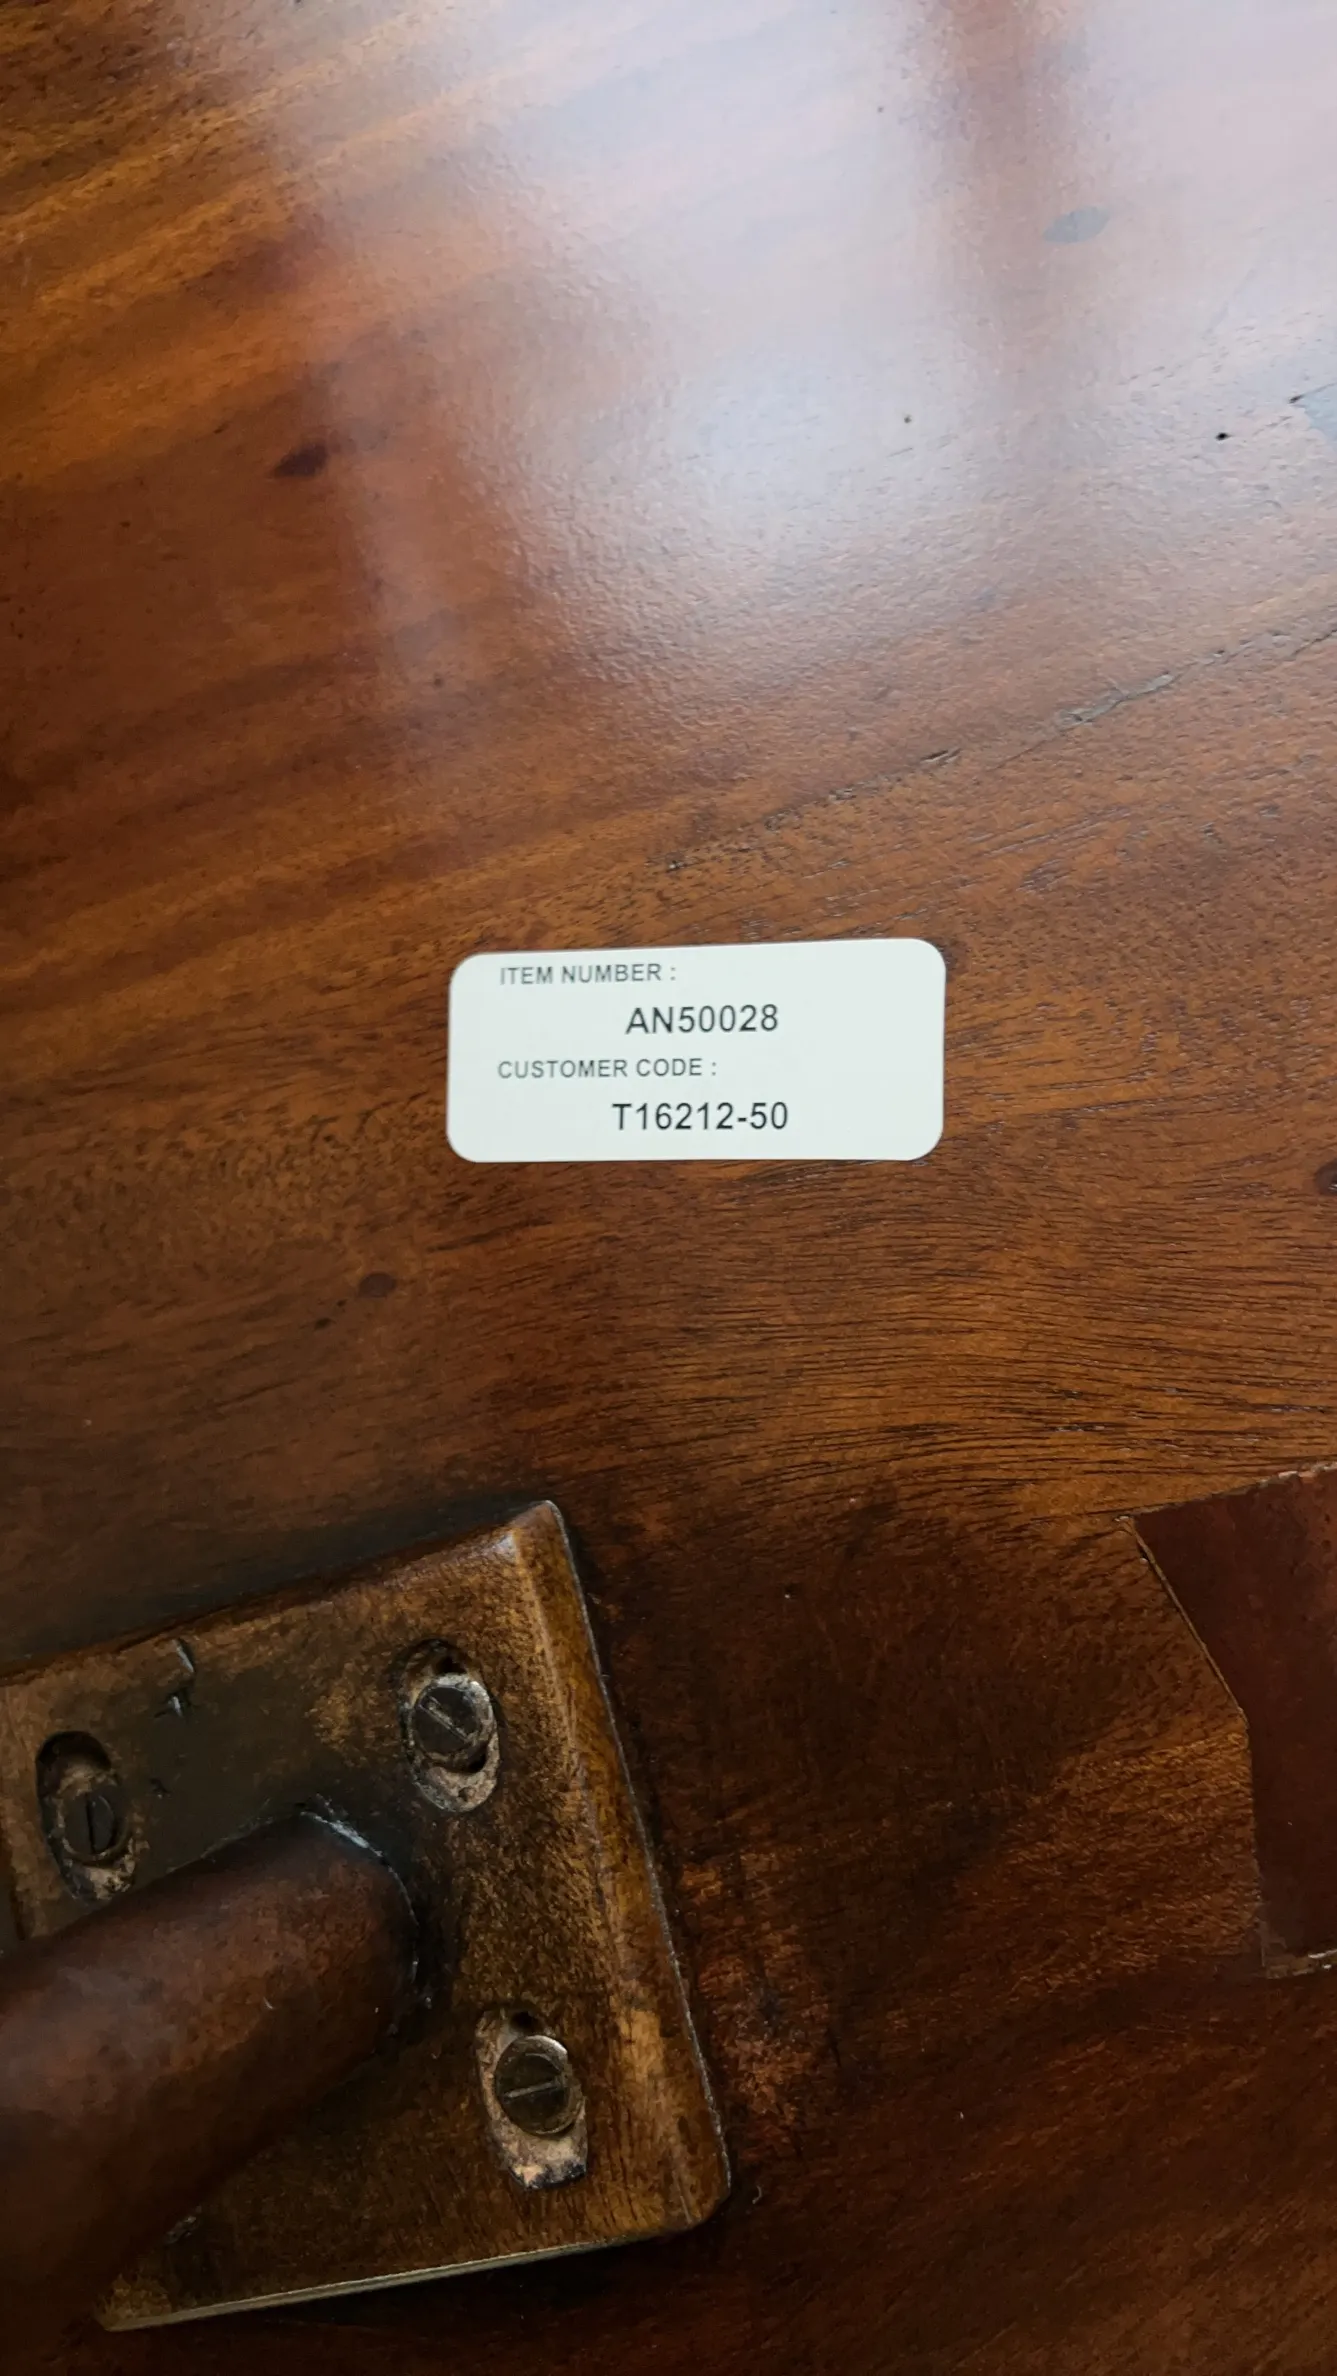 ITEM NUMBER :
AN50028
CUSTOMER CODE :
T16212-50